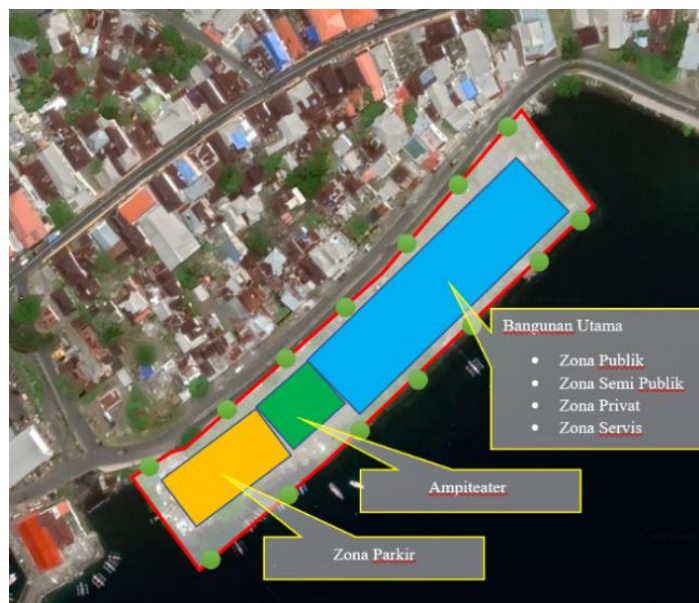 Bangunan Utama
• Zona Publik
• Zona Semi Publik
• Zona Privat
• Zona Servis
Ampiteater
Zona Parkir